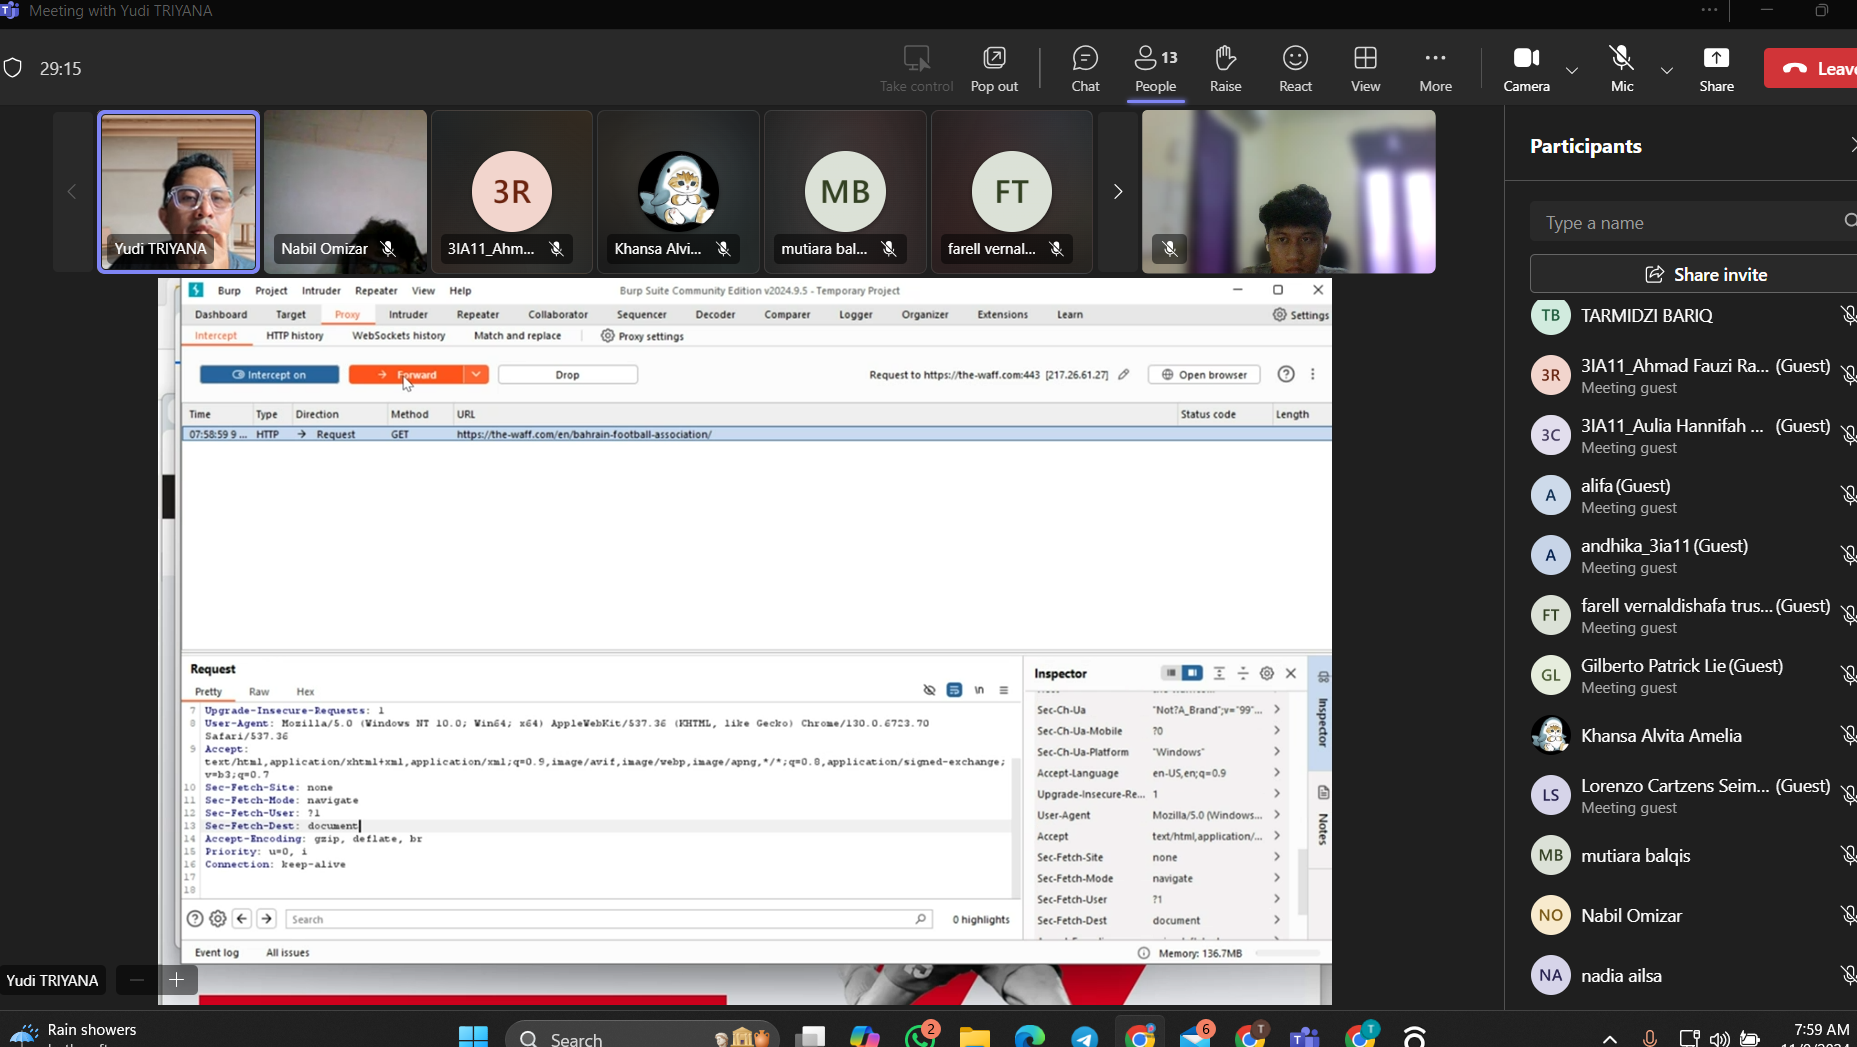 Meeting with Yudi TRIYANA
29:15
Take control
Pop out
Chat
13
People
Raise
React
View
More
Camera
Mic
Share
Leave
Yudi TRIYANA
Nabil Omizar
3R
3IA11_Ahm...
Khansa Alvi...
MB
mutiara bal...
FT
farell vernal...
Participants
Type a name
Share invite
TB TARMIDZI BARIQ
3R 3IA11_Ahmad Fauzi Ra... (Guest)
Meeting guest
3C 3IA11_Aulia Hannifah ... (Guest)
Meeting guest
A alifa (Guest)
Meeting guest
A andhika_3ia11 (Guest)
Meeting guest
FT farell vernaldishafa trus... (Guest)
Meeting guest
GL Gilberto Patrick Lie (Guest)
Meeting guest
Khansa Alvita Amelia
LS Lorenzo Cartzens Seim... (Guest)
Meeting guest
MB mutiara balqis
NO Nabil Omizar
NA nadia ailsa
Burp Project Intruder Repeater View Help
Burp Suite Community Edition v2024.9.5 - Temporary Project
Dashboard Target Proxy Intruder Repeater Collaborator Sequencer Decoder Comparer Logger Organizer Extensions Learn
Settings
Intercept HTTP history WebSockets history Match and replace Proxy settings
Intercept on Forward Drop
Request to https://the-waff.com:443 [217.26.61.27]
Open browser
Time Type Direction Method URL Status code Length
07:58:59 9 ... HTTP → Request GET https://the-waff.com/en/bahrain-football-association/
Request
Pretty Raw Hex
\n
7 Upgrade-Insecure-Requests: 1
8 User-Agent: Mozilla/5.0 (Windows NT 10.0; Win64; x64) AppleWebKit/537.36 (KHTML, like Gecko) Chrome/130.0.6723.70
Safari/537.36
9 Accept:
text/html,application/xhtml+xml,application/xml;q=0.9,image/avif,image/webp,image/apng,*/*;q=0.8,application/signed-exchange;
v=b3;q=0.7
10 Sec-Fetch-Site: none
11 Sec-Fetch-Mode: navigate
12 Sec-Fetch-User: ?1
13 Sec-Fetch-Dest: document
14 Accept-Encoding: gzip, deflate, br
15 Priority: u=0, i
16 Connection: keep-alive
17
18
Search
0 highlights
Inspector
Sec-Ch-Ua "Not?A_Brand";v="99"...
Sec-Ch-Ua-Mobile ?0
Sec-Ch-Ua-Platform "Windows"
Accept-Language en-US,en;q=0.9
Upgrade-Insecure-Re... 1
User-Agent Mozilla/5.0 (Windows...
Accept text/html,application/...
Sec-Fetch-Site none
Sec-Fetch-Mode navigate
Sec-Fetch-User ?1
Sec-Fetch-Dest document
Inspector
Notes
Event log All issues
Memory: 136.7MB
Yudi TRIYANA
Rain showers
Search
2
6
T
T
7:59 AM